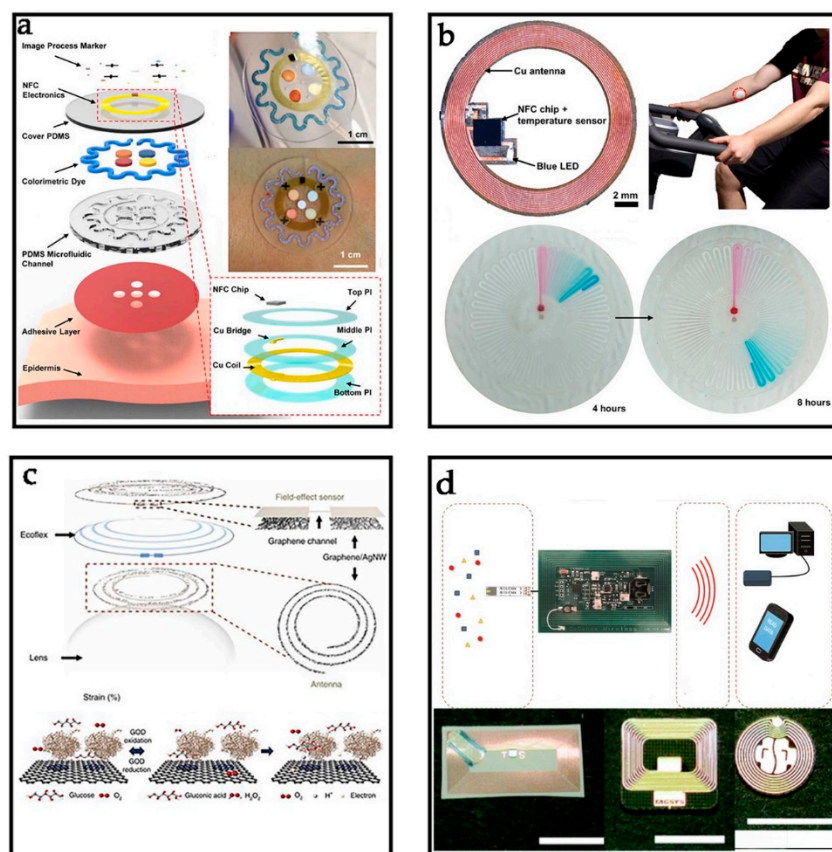 a
Image Process Marker
NFC
Electronics
Cover PDMS
Colorimetric Dye
PDMS Microfluidic
Channel
Adhesive Layer
Epidermis
1 cm
1 cm
NFC Chip
Top PI
Cu Bridge
Middle PI
Cu Coil
Bottom PI
b
Cu antenna
NFC chip +
temperature sensor
Blue LED
2 mm
4 hours
8 hours
c
Field-effect sensor
Ecoflex
Graphene channel
Graphene/AgNW
Lens
Antenna
Strain (%)
GOD
oxidation
GOD
reduction
Glucose
O₂
Gluconic acid
H₂O₂
O₂
H⁺
Electron
d
T
S